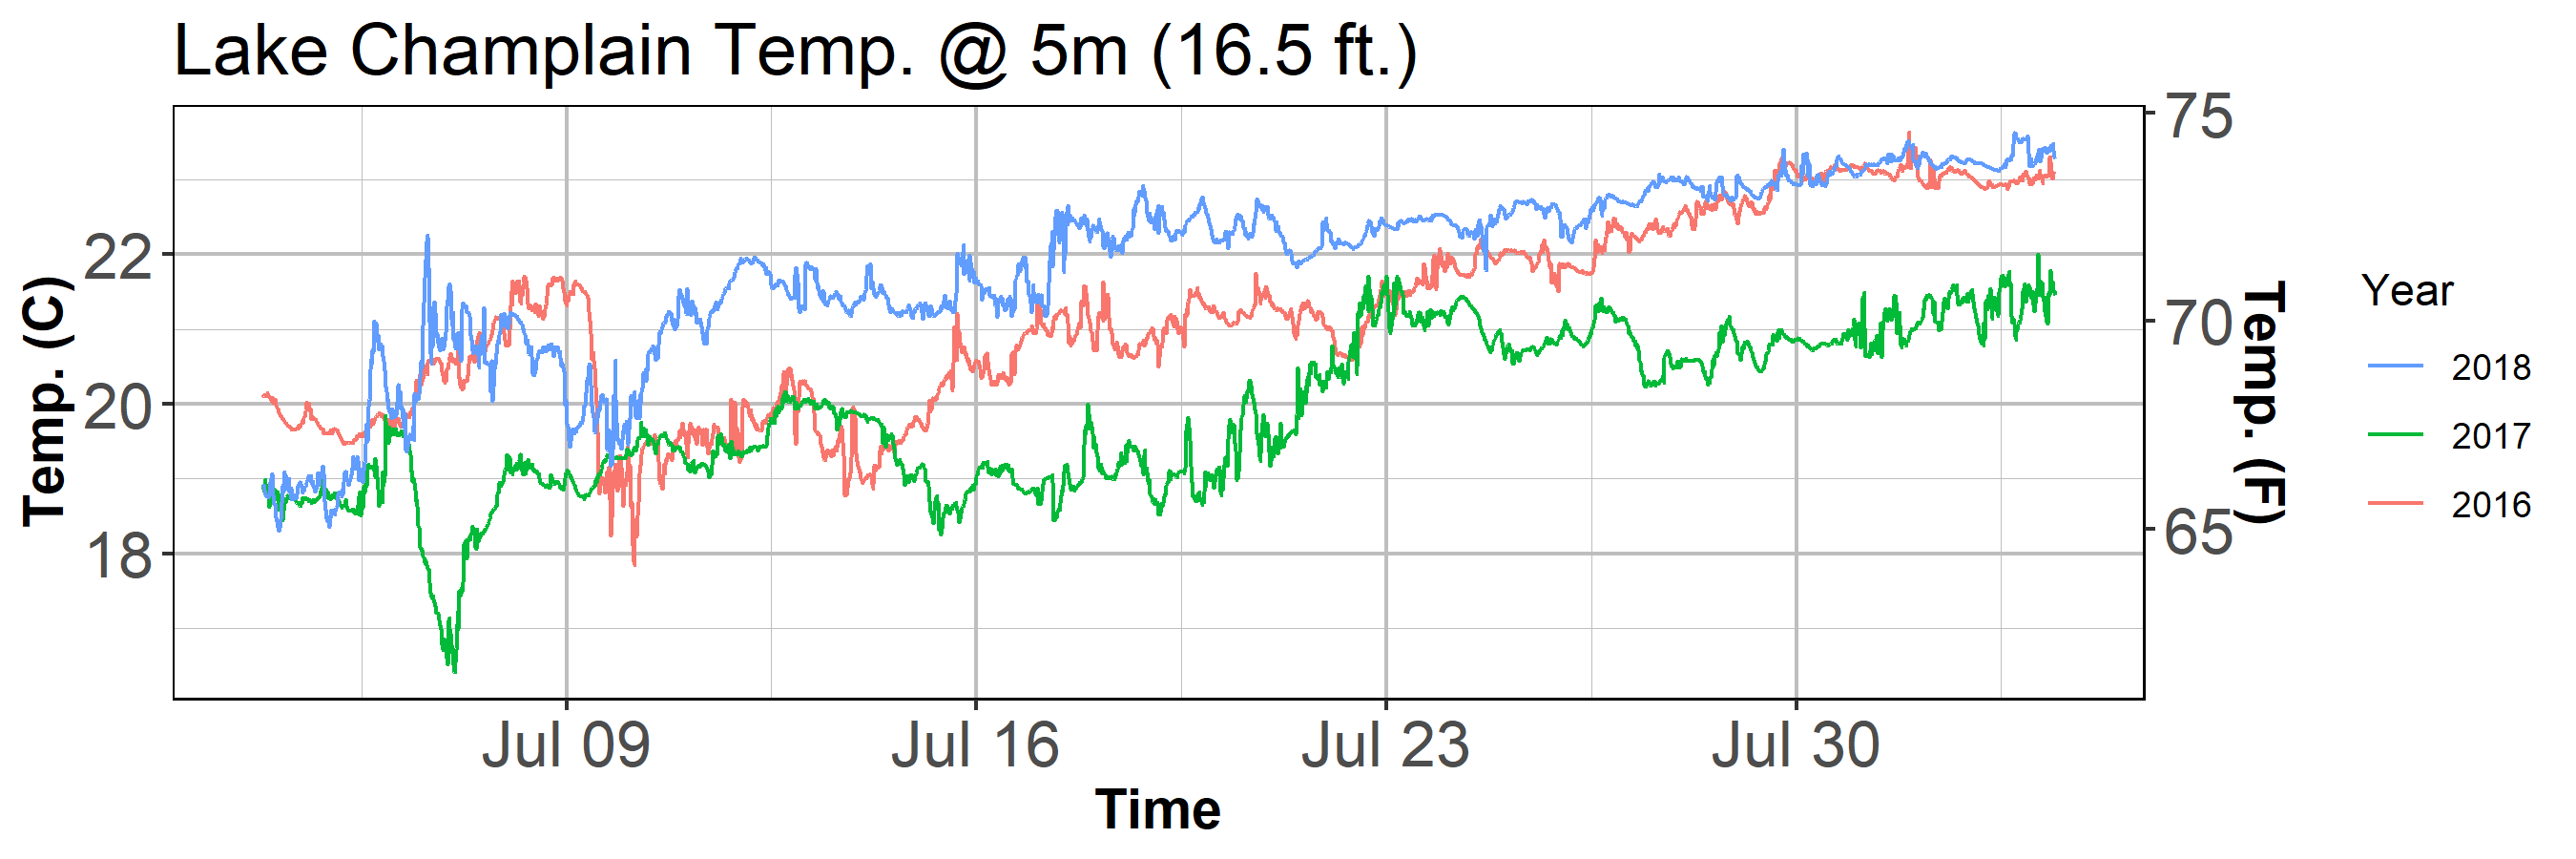 Lake Champlain Temp. @ 5m (16.5 ft.)
Temp. (C)
22
20
18
75
70
65
Temp. (F)
Jul 09
Jul 16
Jul 23
Jul 30
Time
Year
2018
2017
2016